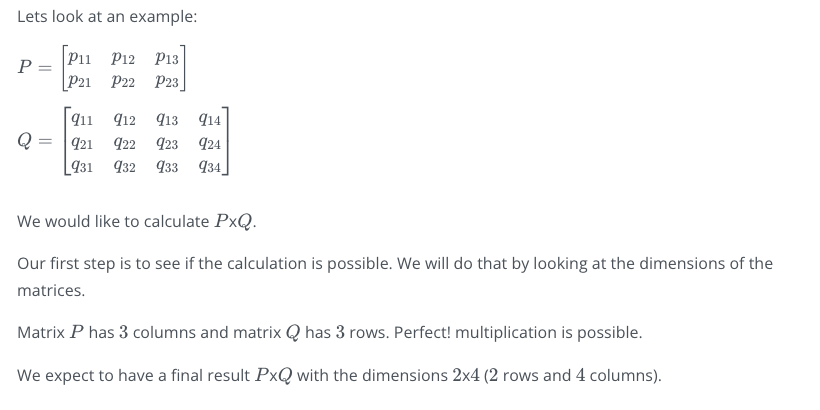 Lets look at an example:
P = [p11 p12 p13
p21 p22 p23]
Q = [q11 q12 q13 q14
q21 q22 q23 q24
q31 q32 q33 q34]
We would like to calculate PxQ.
Our first step is to see if the calculation is possible. We will do that by looking at the dimensions of the
matrices.
Matrix P has 3 columns and matrix Q has 3 rows. Perfect! multiplication is possible.
We expect to have a final result PxQ with the dimensions 2x4 (2 rows and 4 columns).